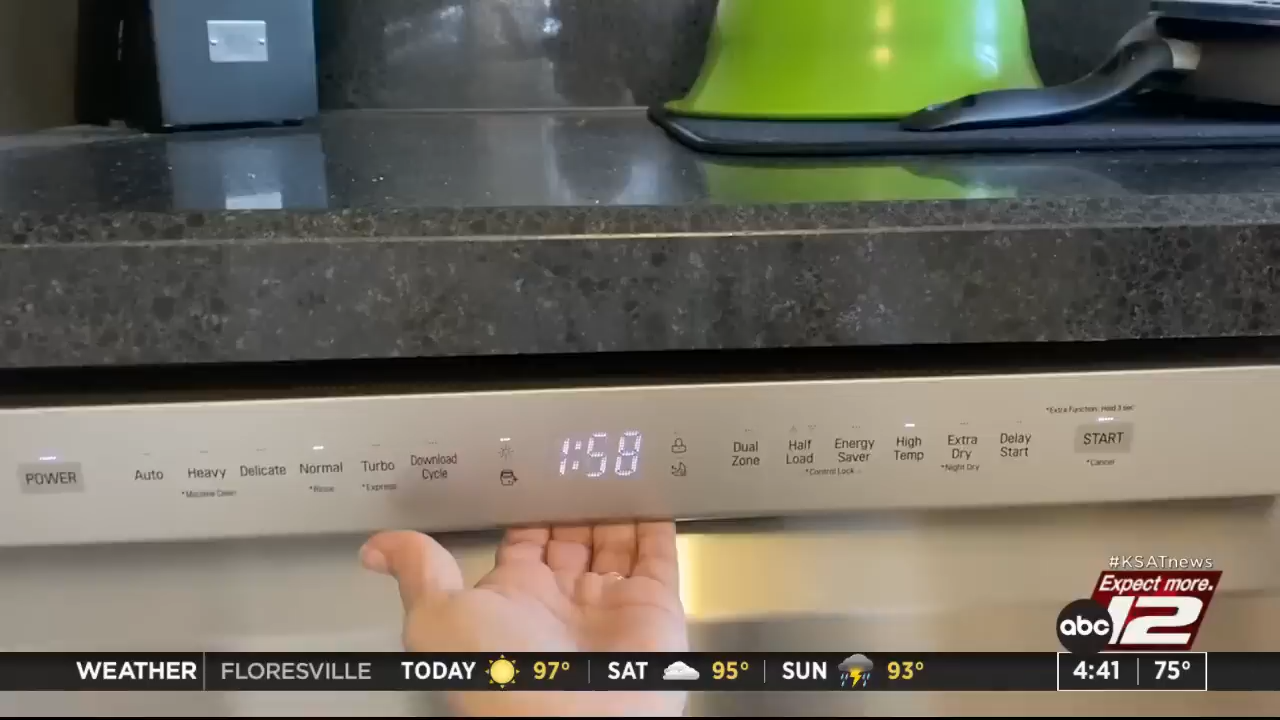 POWER
Auto
Heavy
*Machine Clean
Delicate
Normal
*Rinse
Turbo
*Express
Download
Cycle
1:58
Dual
Zone
Half
Load
*Control Lock
Energy
Saver
High
Temp
Extra
Dry
*Night Dry
Delay
Start
*Extra Function: Hold 3 sec
START
*Cancel
#KSATnews
Expect more.
abc 12
WEATHER FLORESVILLE TODAY 97° SAT 95° SUN 93° 4:41 75°